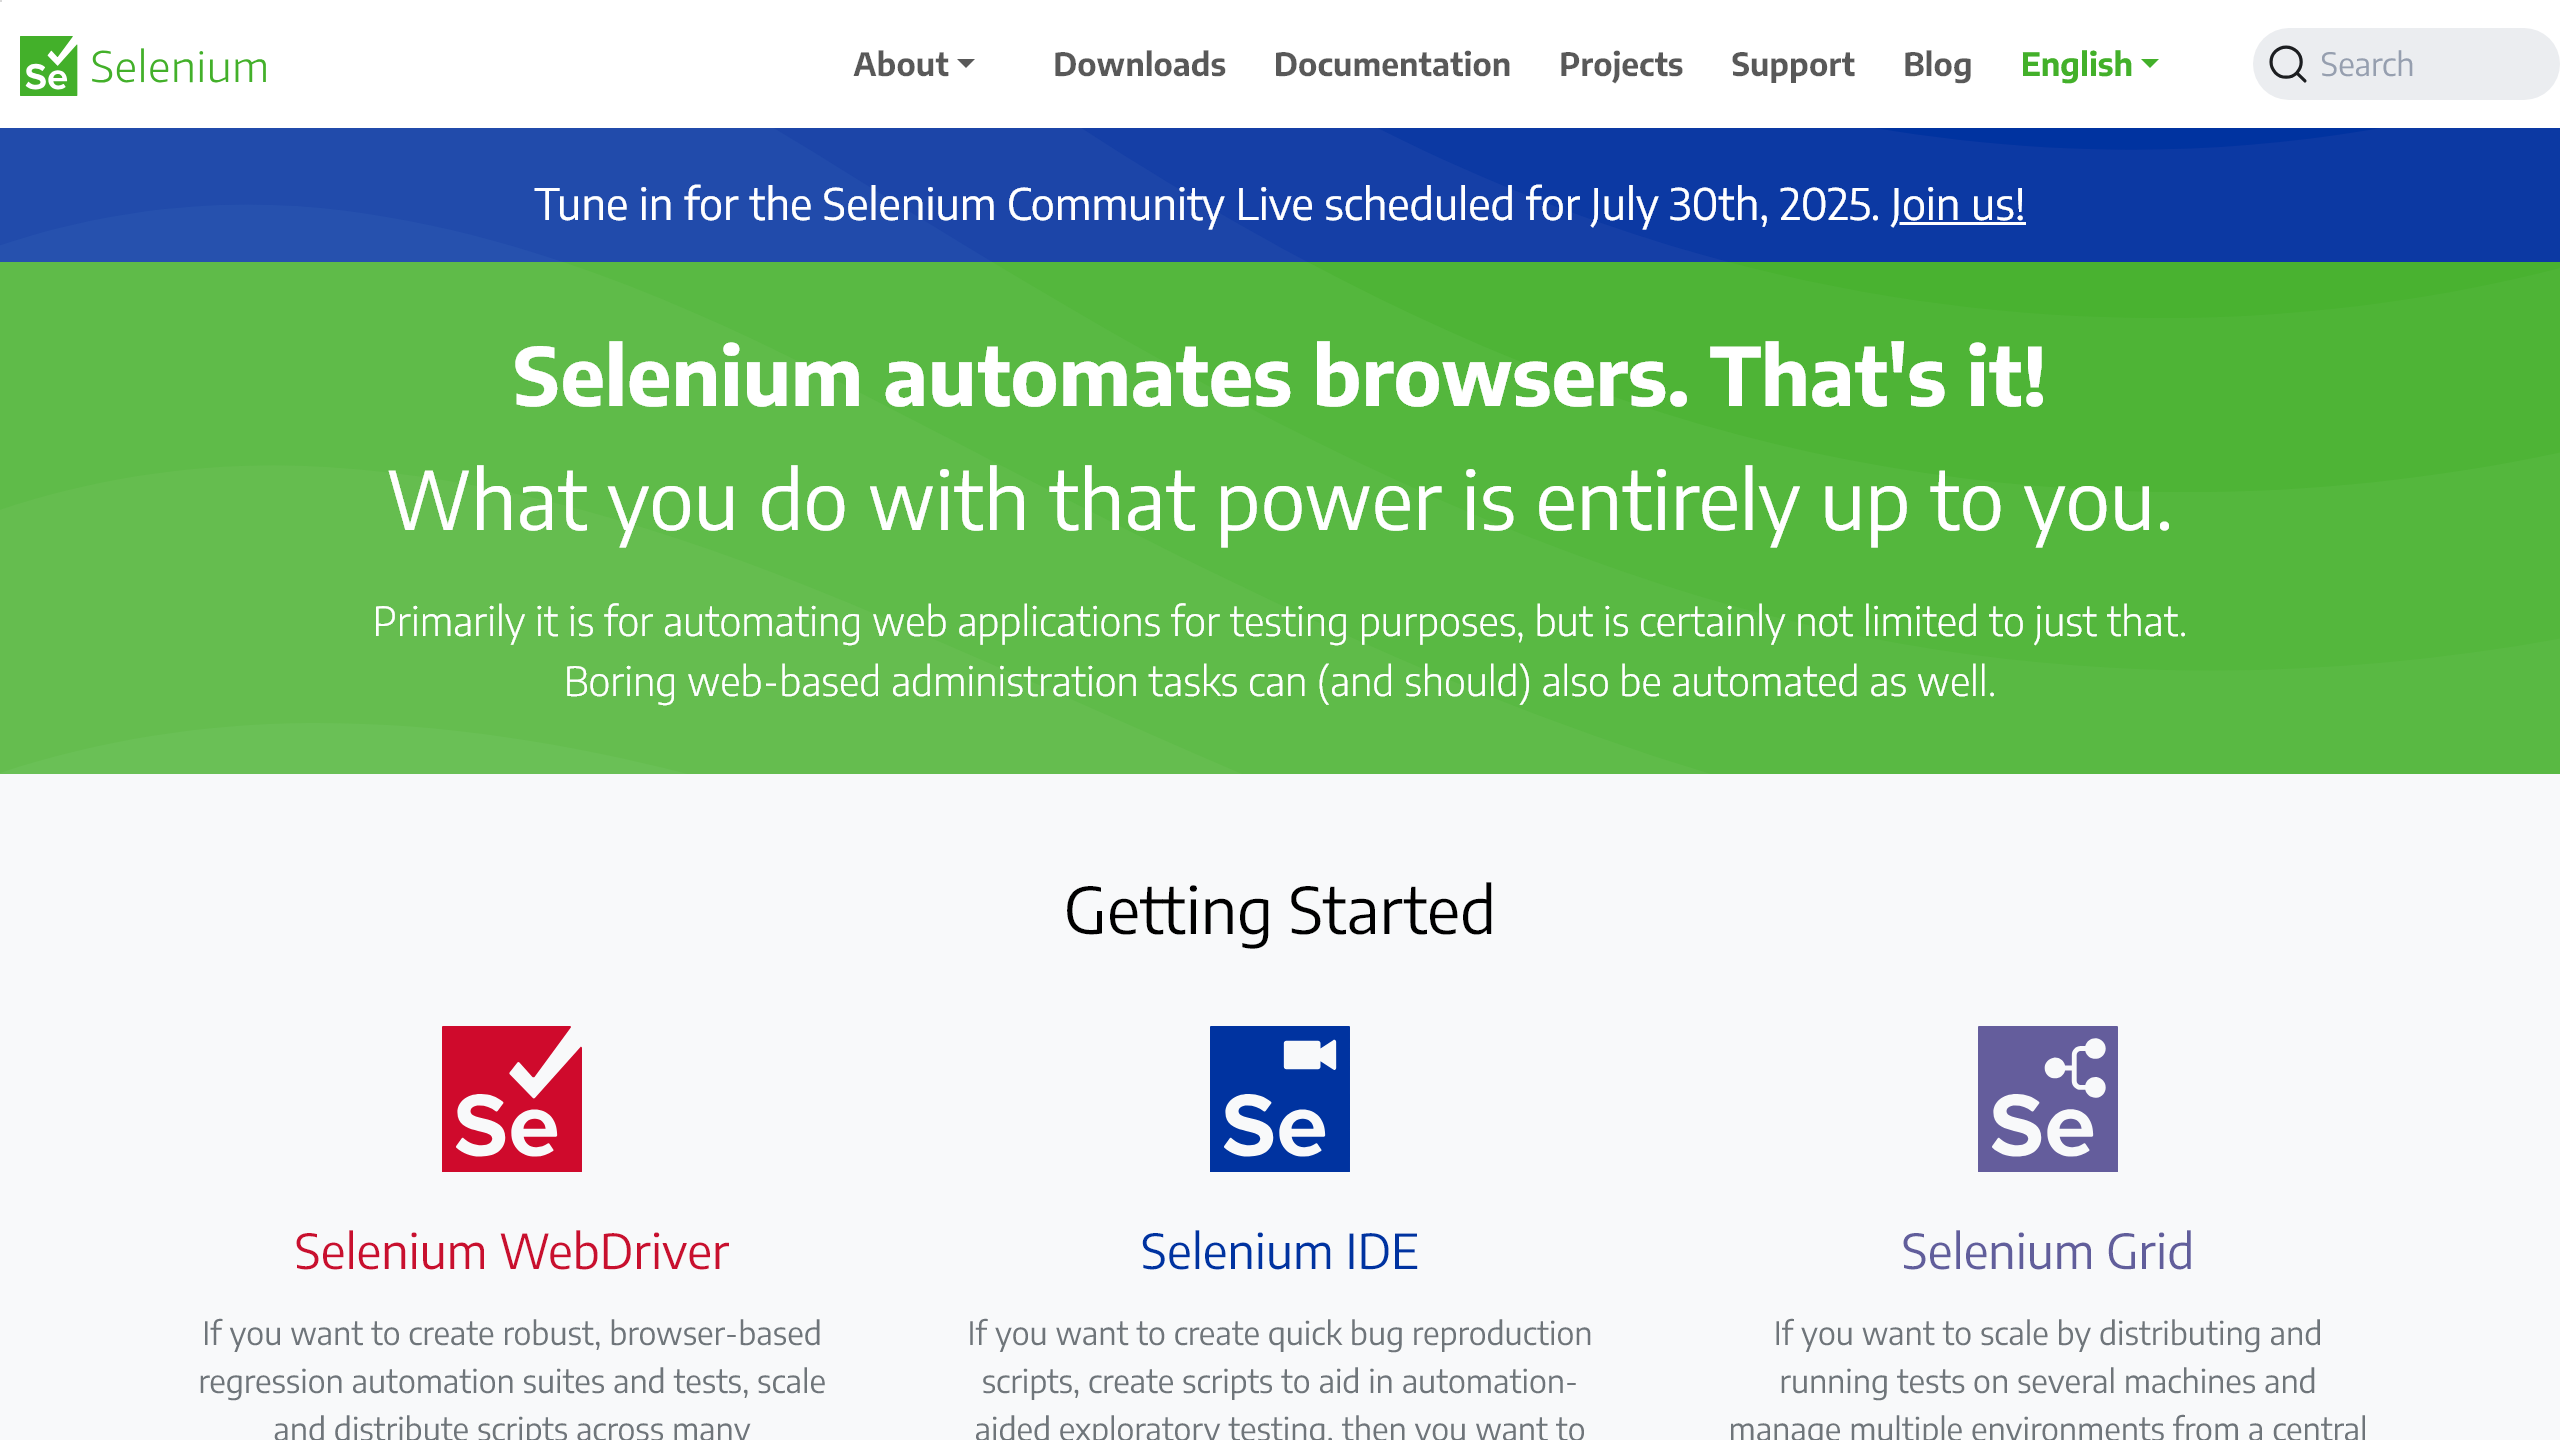 Se Selenium
About Downloads Documentation Projects Support Blog English Search
Tune in for the Selenium Community Live scheduled for July 30th, 2025. Join us!
Selenium automates browsers. That's it!
What you do with that power is entirely up to you.
Primarily it is for automating web applications for testing purposes, but is certainly not limited to just that.
Boring web-based administration tasks can (and should) also be automated as well.
Getting Started
Se
Selenium WebDriver
If you want to create robust, browser-based
regression automation suites and tests, scale
and distribute scripts across many
Se
Selenium IDE
If you want to create quick bug reproduction
scripts, create scripts to aid in automation-
aided exploratory testing, then you want to
Se
Selenium Grid
If you want to scale by distributing and
running tests on several machines and
manage multiple environments from a central